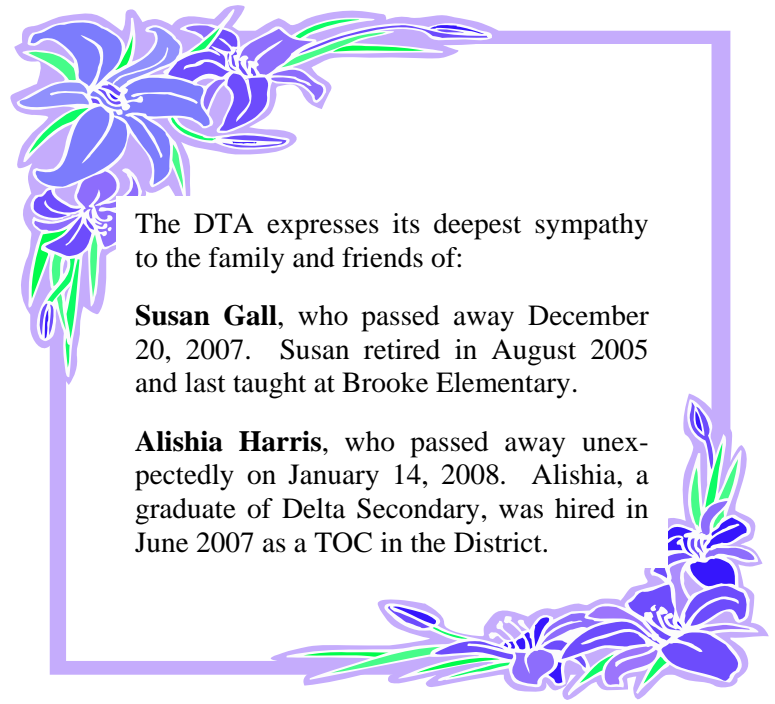 The DTA expresses its deepest sympathy
to the family and friends of:
Susan Gall, who passed away December
20, 2007.  Susan retired in August 2005
and last taught at Brooke Elementary.
Alishia Harris, who passed away unex-
pectedly on January 14, 2008.  Alishia, a
graduate of Delta Secondary, was hired in
June 2007 as a TOC in the District.